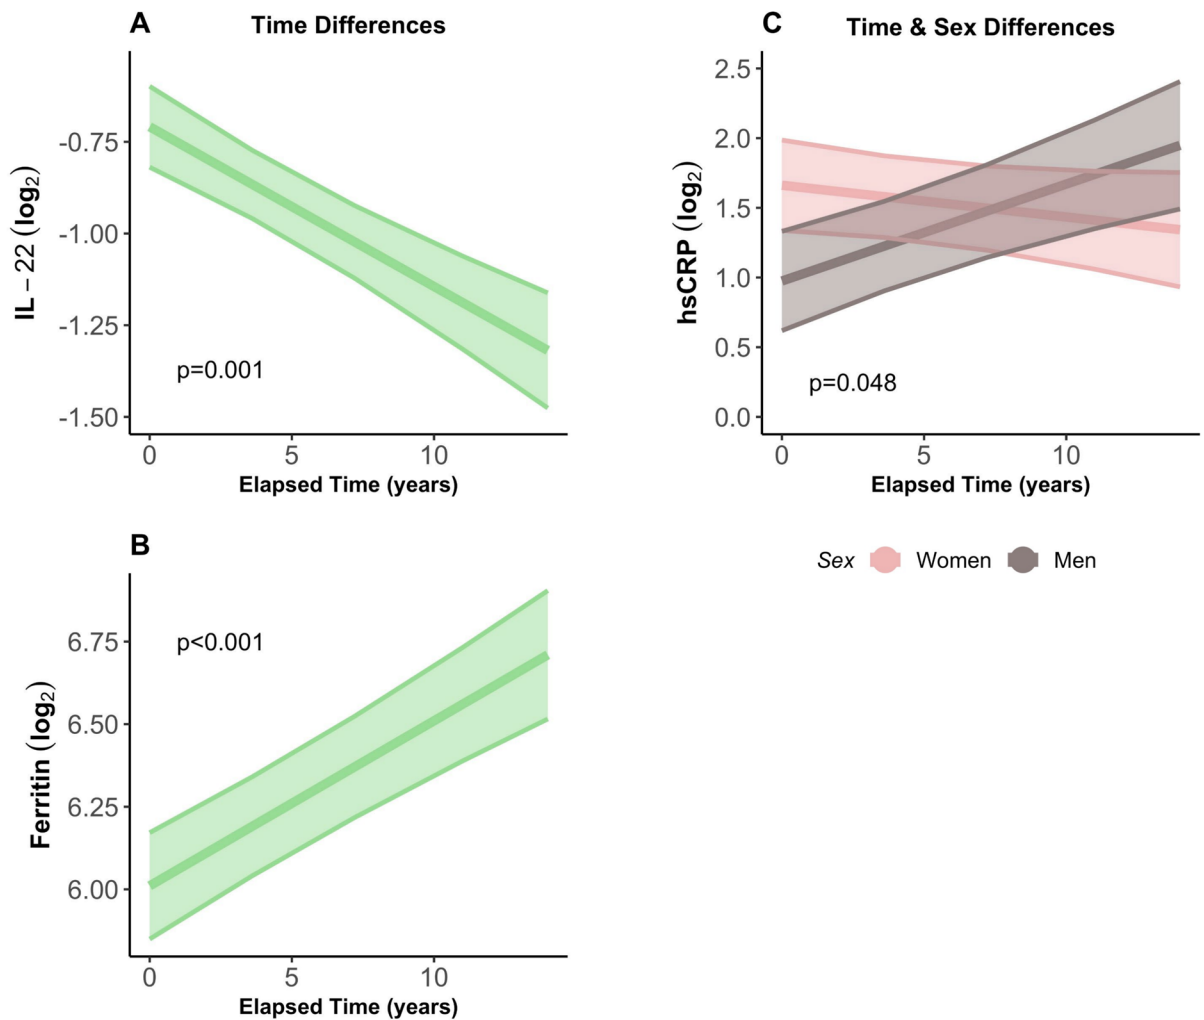 A
Time Differences
IL − 22 (log2)
-0.75
-1.00
-1.25
-1.50
p=0.001
0 5 10
Elapsed Time (years)
C
Time & Sex Differences
hsCRP (log2)
2.5
2.0
1.5
1.0
0.5
0.0
p=0.048
0 5 10
Elapsed Time (years)
Sex Women Men
B
Ferritin (log2)
6.75
6.50
6.25
6.00
p<0.001
0 5 10
Elapsed Time (years)